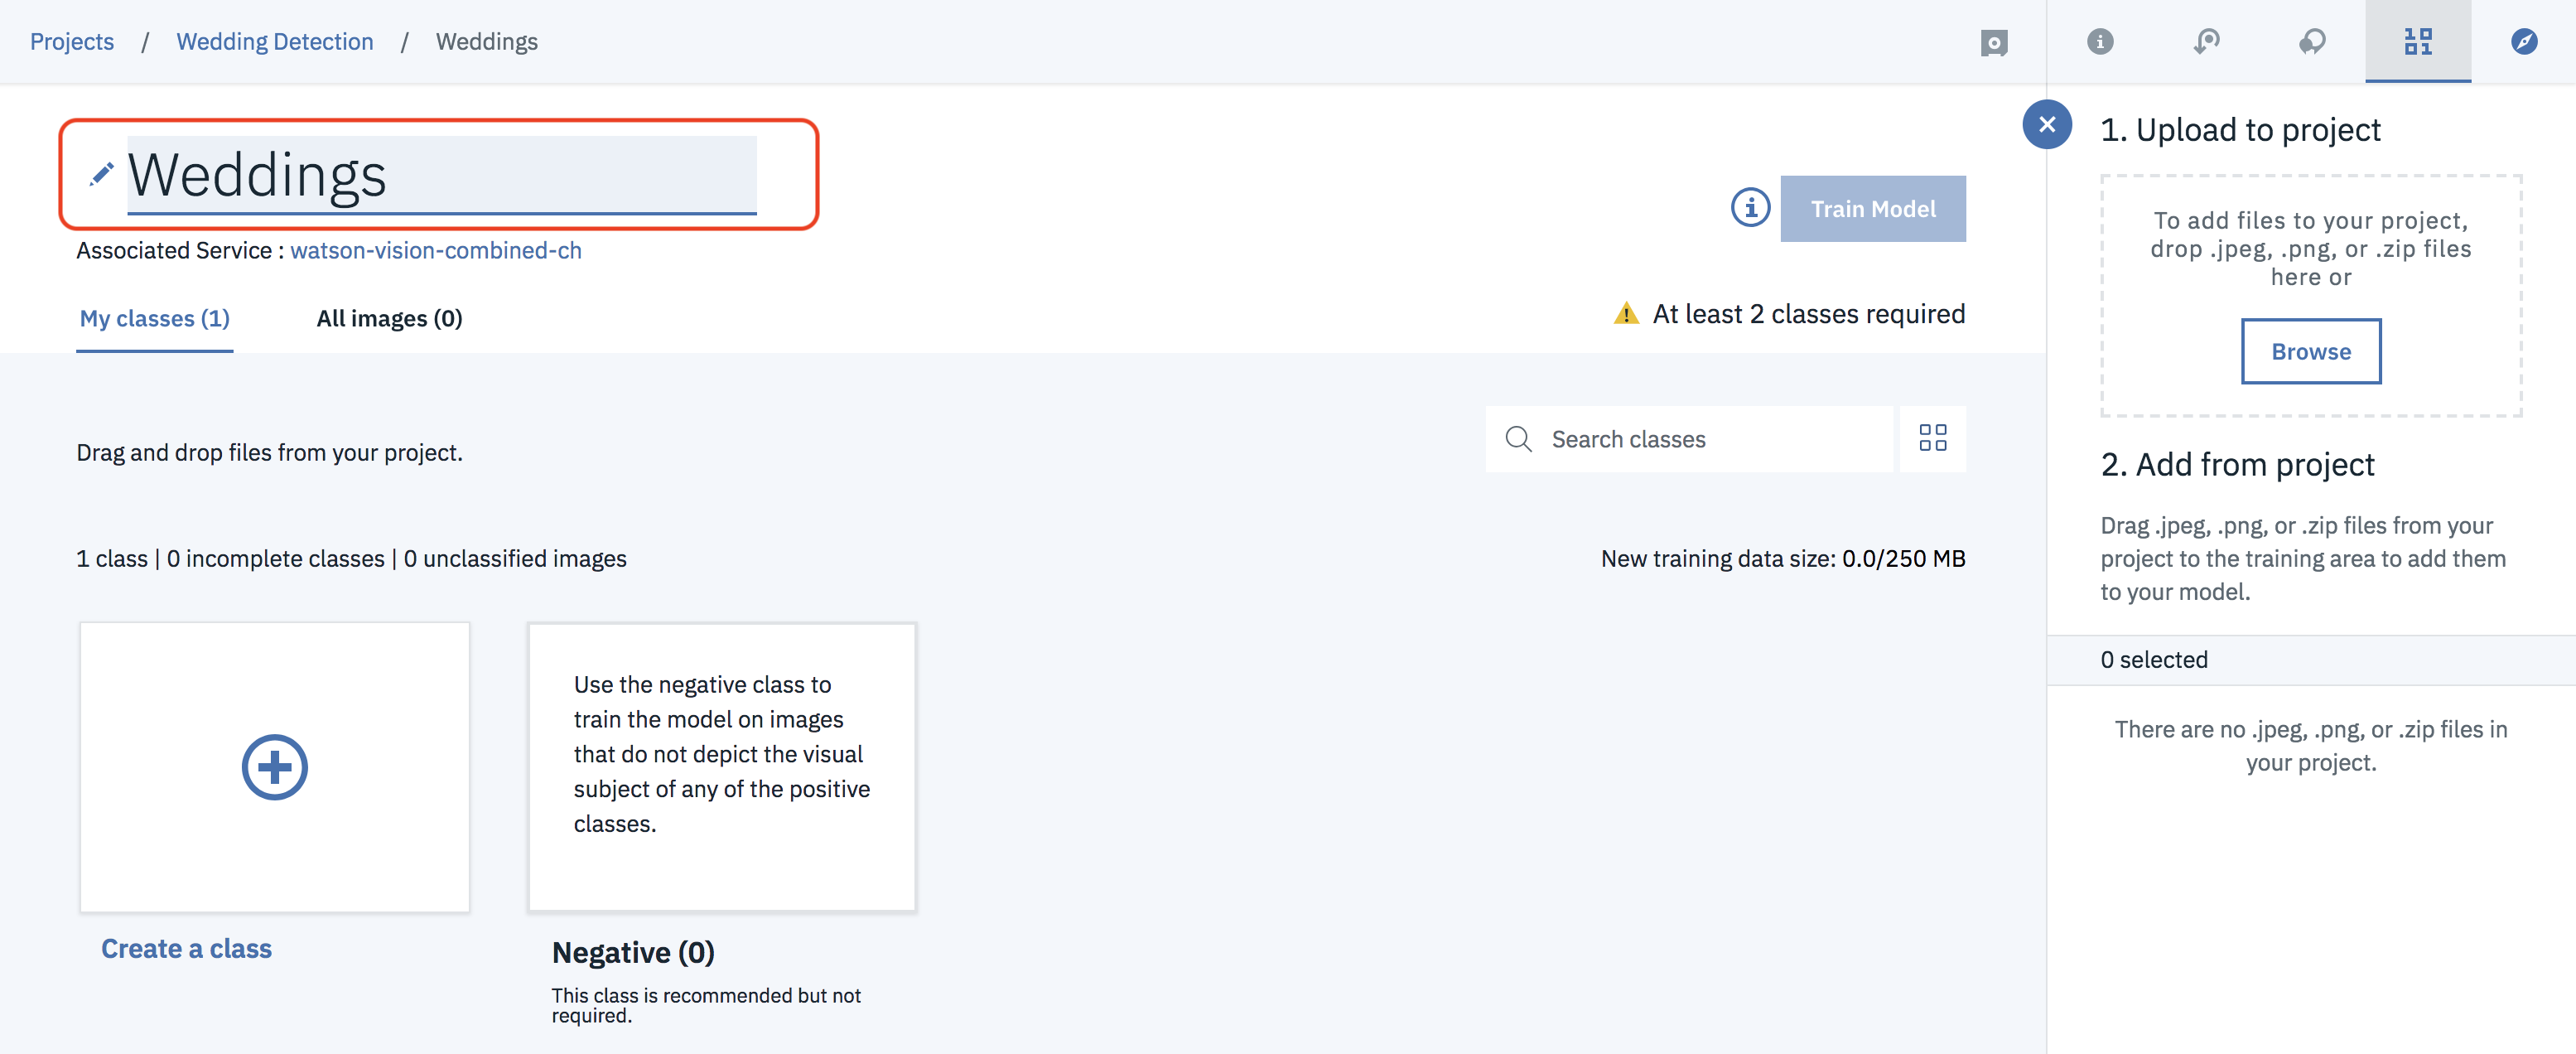 Projects / Wedding Detection / Weddings
Weddings
Associated Service : watson-vision-combined-ch
Train Model
My classes (1)
All images (0)
At least 2 classes required
Drag and drop files from your project.
Search classes
1 class | 0 incomplete classes | 0 unclassified images
New training data size: 0.0/250 MB
Create a class
Use the negative class to
train the model on images
that do not depict the visual
subject of any of the positive
classes.
Negative (0)
This class is recommended but not
required.
1. Upload to project
To add files to your project,
drop .jpeg, .png, or .zip files
here or
Browse
2. Add from project
Drag .jpeg, .png, or .zip files from your
project to the training area to add them
to your model.
0 selected
There are no .jpeg, .png, or .zip files in
your project.